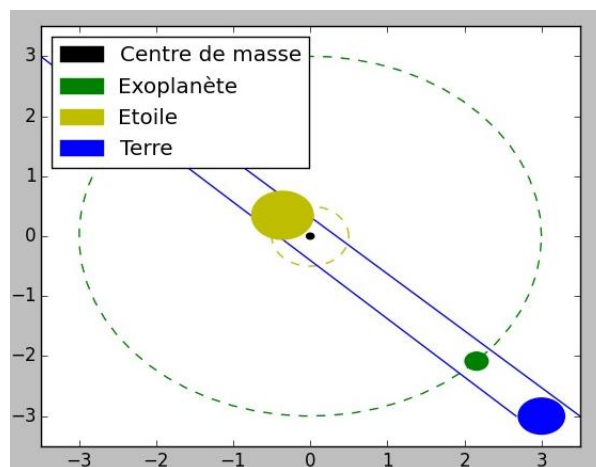 3
Centre de masse
Exoplanète
2
Etoile
Terre
1
0
−1
−2
−3
−3 −2 −1 0 1 2 3